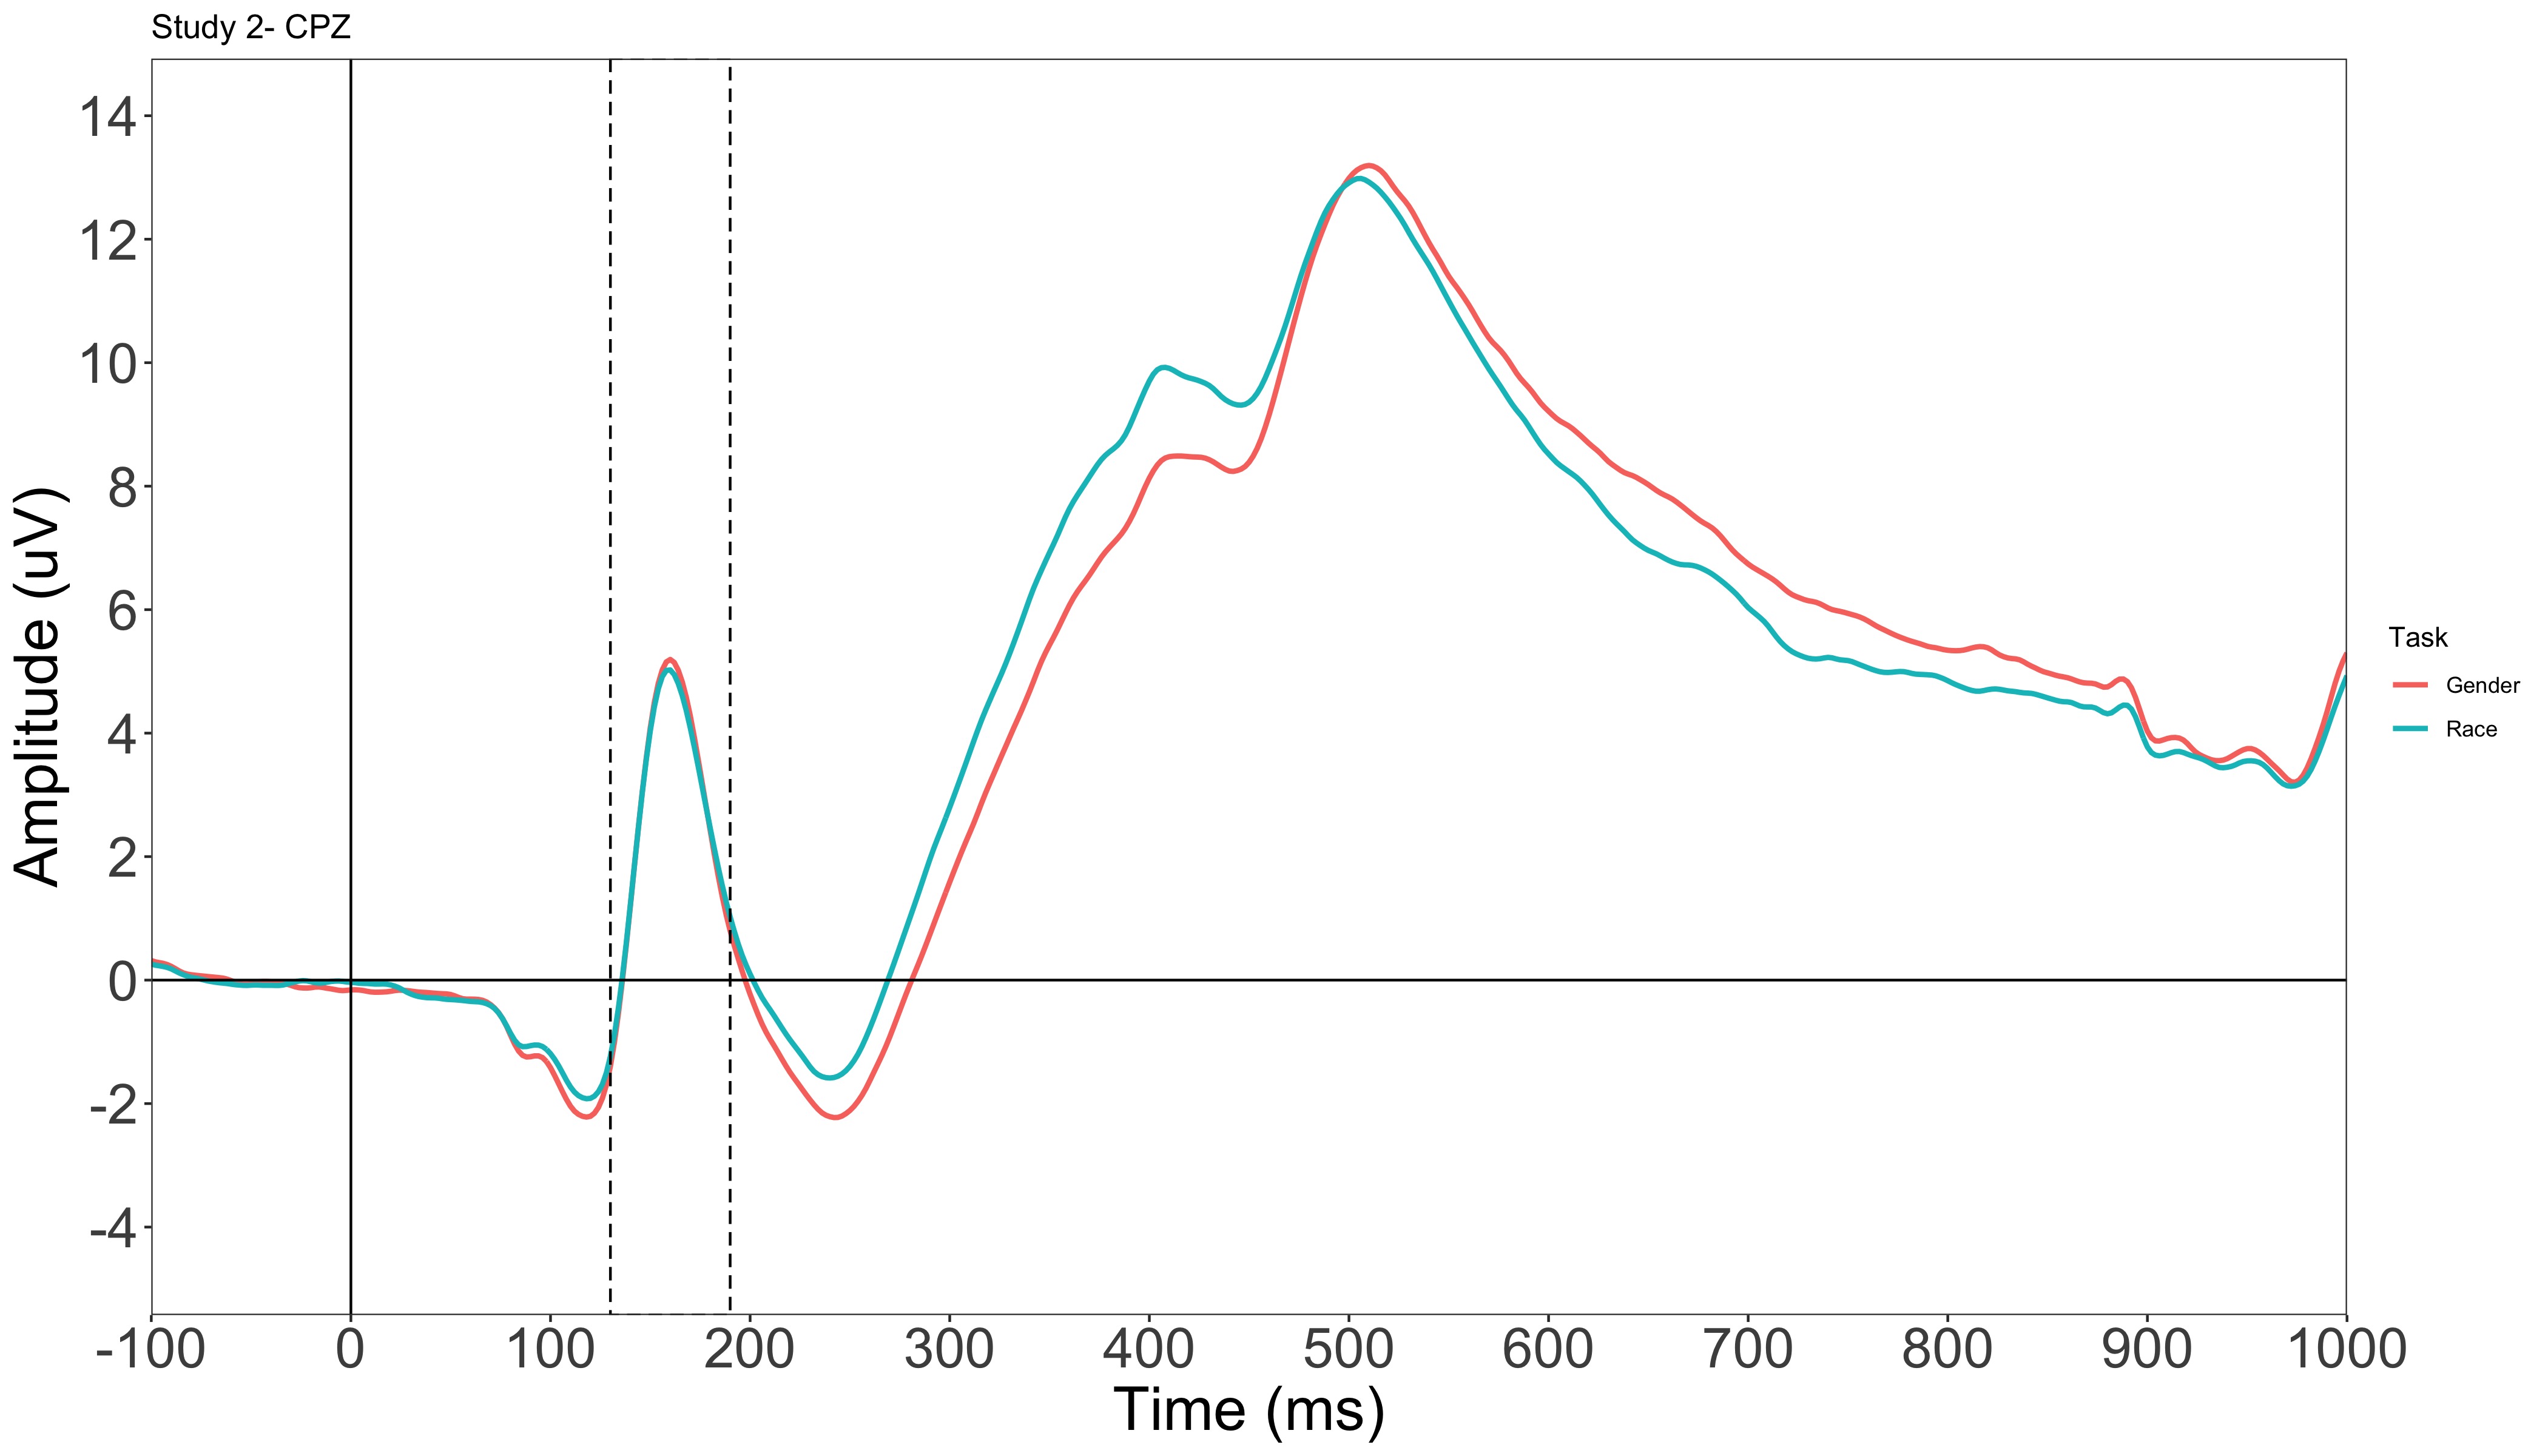 Study 2- CPZ
14
12
10
8
6
4
2
0
-2
-4
Amplitude (uV)
-100 0 100 200 300 400 500 600 700 800 900 1000
Time (ms)
Task
Gender
Race